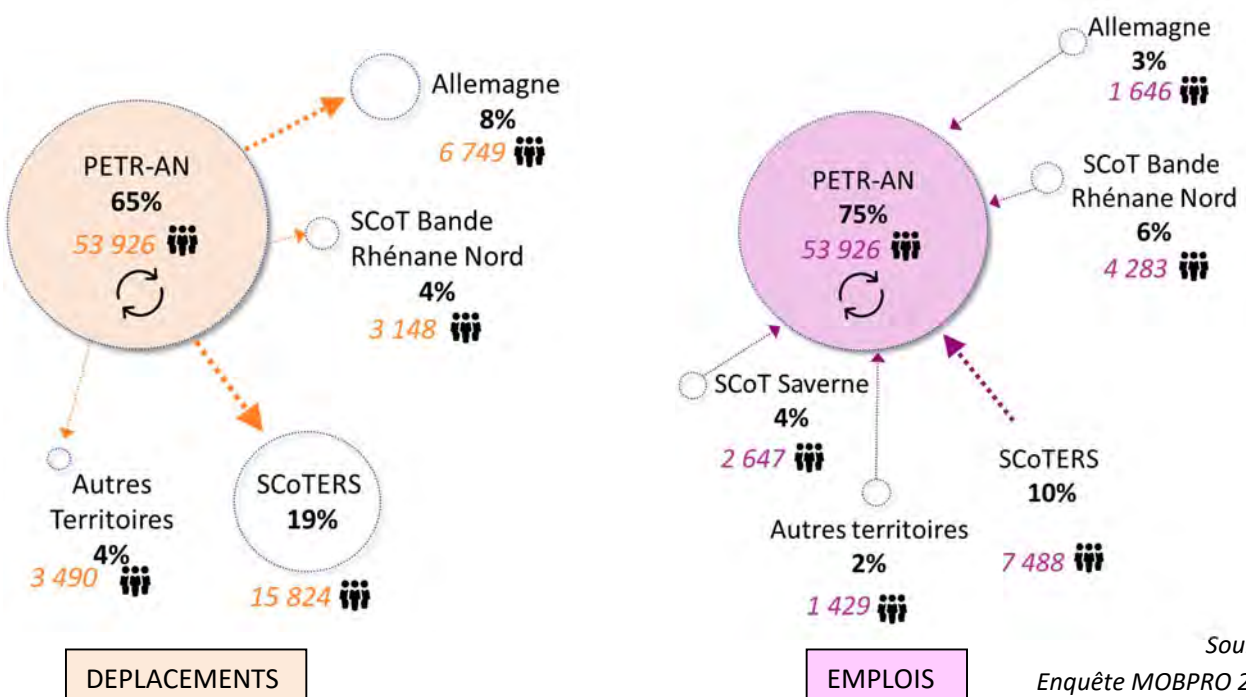 Allemagne
8%
6 749
PETR-AN
65%
53 926
SCoT Bande
Rhénane Nord
4%
3 148
Autres
Territoires
4%
3 490
SCoTERS
19%
15 824
DEPLACEMENTS
Allemagne
3%
1 646
PETR-AN
75%
53 926
SCoT Bande
Rhénane Nord
6%
4 283
SCoT Saverne
4%
2 647
Autres territoires
2%
1 429
SCoTERS
10%
7 488
EMPLOIS
Enquête MOBPRO